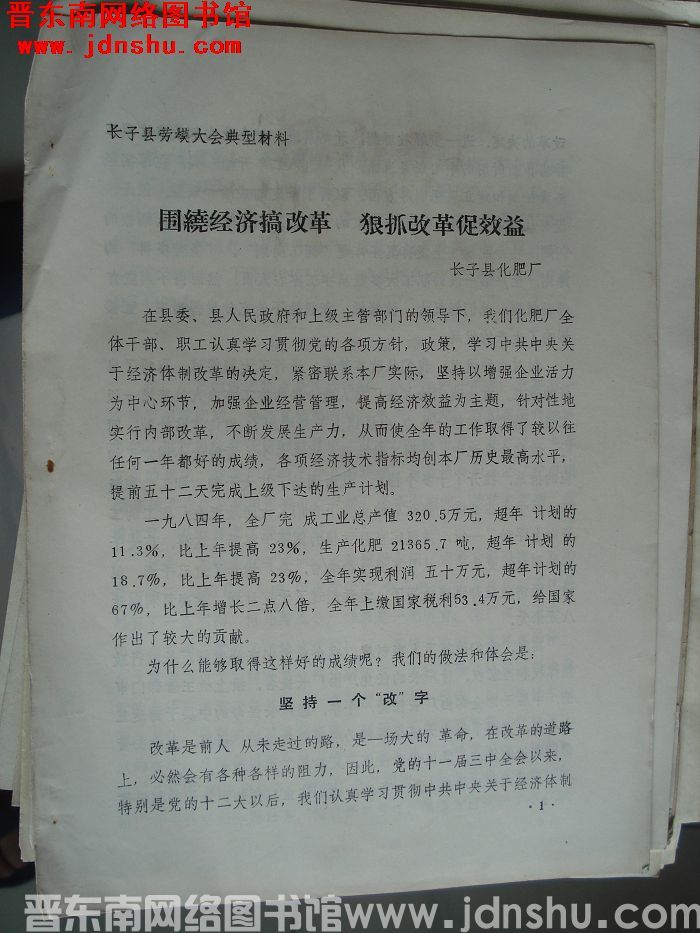 晋东南网络图书馆
www.jdnshu.com
长子县劳模大会典型材料
围繞经济搞改革 狠抓改革促效益
长子县化肥厂
在县委、县人民政府和上级主管部门的领导下，我们化肥厂全
体干部、职工认真学习贯彻党的各项方针，政策，学习中共中央关
于经济体制改革的决定，紧密联系本厂实际，坚持以增强企业活力
为中心环节，加强企业经营管理，提高经济效益为主题，针对性地
实行内部改革，不断发展生产力，从而使全年的工作取得了较以往
任何一年都好的成绩，各项经济技术指标均创本厂历史最高水平，
提前五十二天完成上级下达的生产计划。
一九八四年，全厂完 成工业总产值 320.5万元，超年 计划的
11.3%，比上年提高 23%，生产化肥 21365.7 吨，超年 计划 的
18.7%，比上年提高 23%，全年实现利润 五十万元，超年计划的
67%，比上年增长二点八倍，全年上缴国家税利53.4万元，给国家
作出了较大的贡献。
为什么能够取得这样好的成绩呢？我们的做法和体会是：
坚持一个“改”字
改革是前人 从未走过的路，是一场大的 革命，在改革的道路
上，必然会有各种各样的阻力，因此，党的十一届三中全会以来，
特别是党的十二大以后，我们认真学习贯彻中共中央关于经济体制
·1·
晋东南网络图书馆www.jdnshu.com